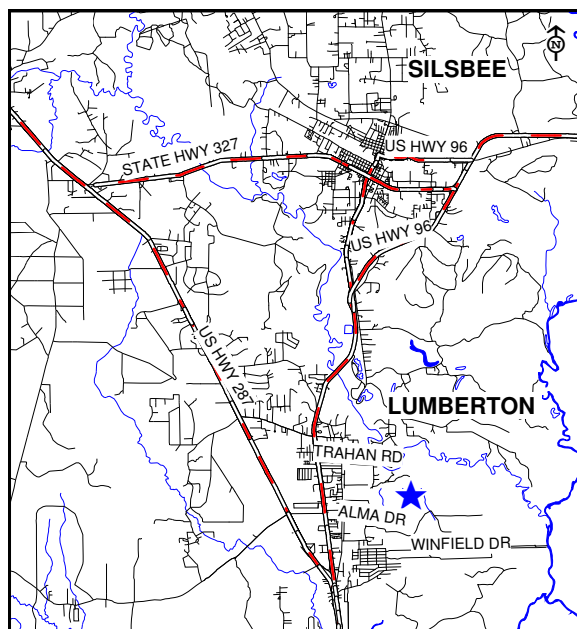 N
SILSBEE
US HWY 96
STATE HWY 327
US HWY 96
US HWY 287
LUMBERTON
TRAHAN RD
ALMA DR
WINFIELD DR